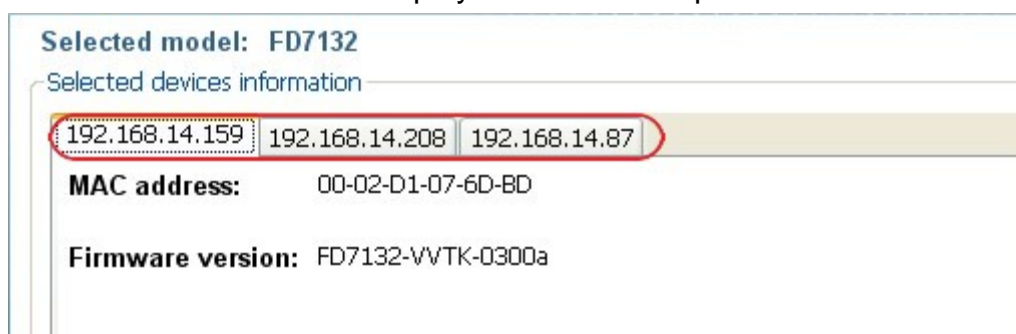 Selected model: FD7132
Selected devices information
192.168.14.159 192.168.14.208 192.168.14.87
MAC address: 00-02-D1-07-6D-BD
Firmware version: FD7132-VVTK-0300a